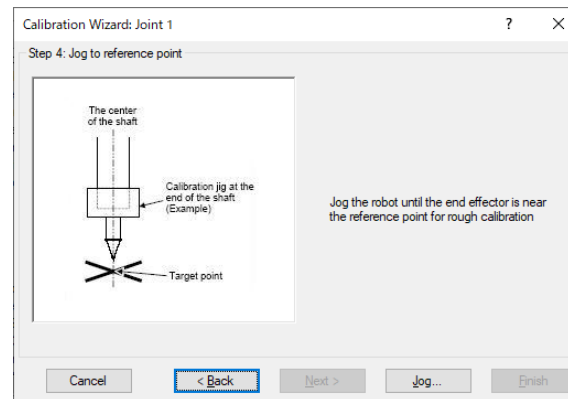 Calibration Wizard: Joint 1
Step 4: Jog to reference point
The center
of the shaft
Calibration jig at the
end of the shaft
(Example)
Target point
Jog the robot until the end effector is near
the reference point for rough calibration
Cancel
< Back
Next >
Jog...
Finish